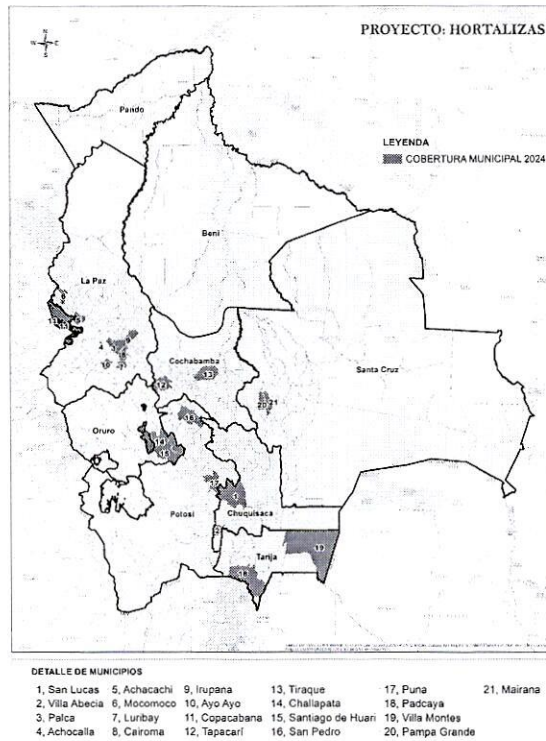 PROYECTO: HORTALIZAS
N
W E
S
Pando
LEYENDA
COBERTURA MUNICIPAL 2024
Beni
La Paz
Cochabamba
Santa Cruz
Oruro
Potosí
Chuquisaca
Tarija
DETALLE DE MUNICIPIOS
1, San Lucas 5, Achacachi 9, Irupana 13, Tiraque 17, Puna 21, Mairana
2, Villa Abecia 6, Mocomoco 10, Ayo Ayo 14, Challapata 18, Padcaya
3, Palca 7, Luribay 11, Copacabana 15, Santiago de Huari 19, Villa Montes
4, Achocalla 8, Cairoma 12, Tapacarí 16, San Pedro 20, Pampa Grande